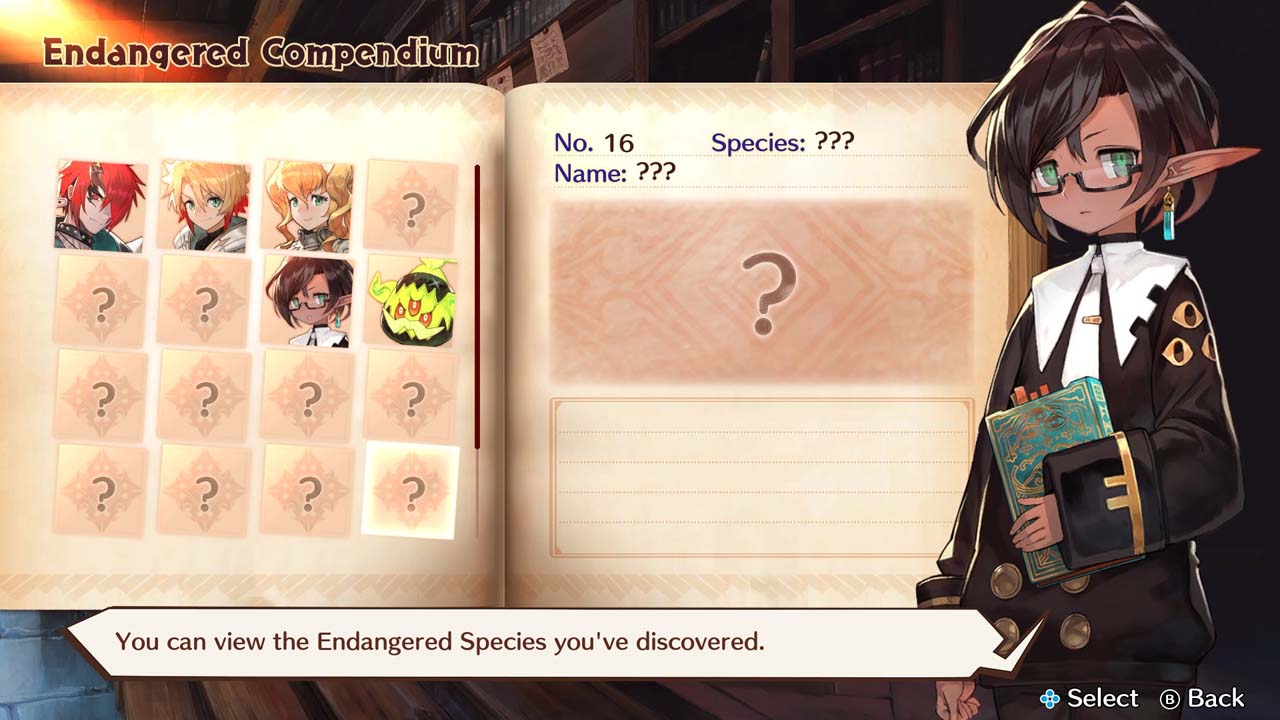 Endangered Compendium
No. 16 Species: ???
Name: ???
?
? ? ?
? ? ? ?
? ? ? ?
?
You can view the Endangered Species you've discovered.
Select B Back